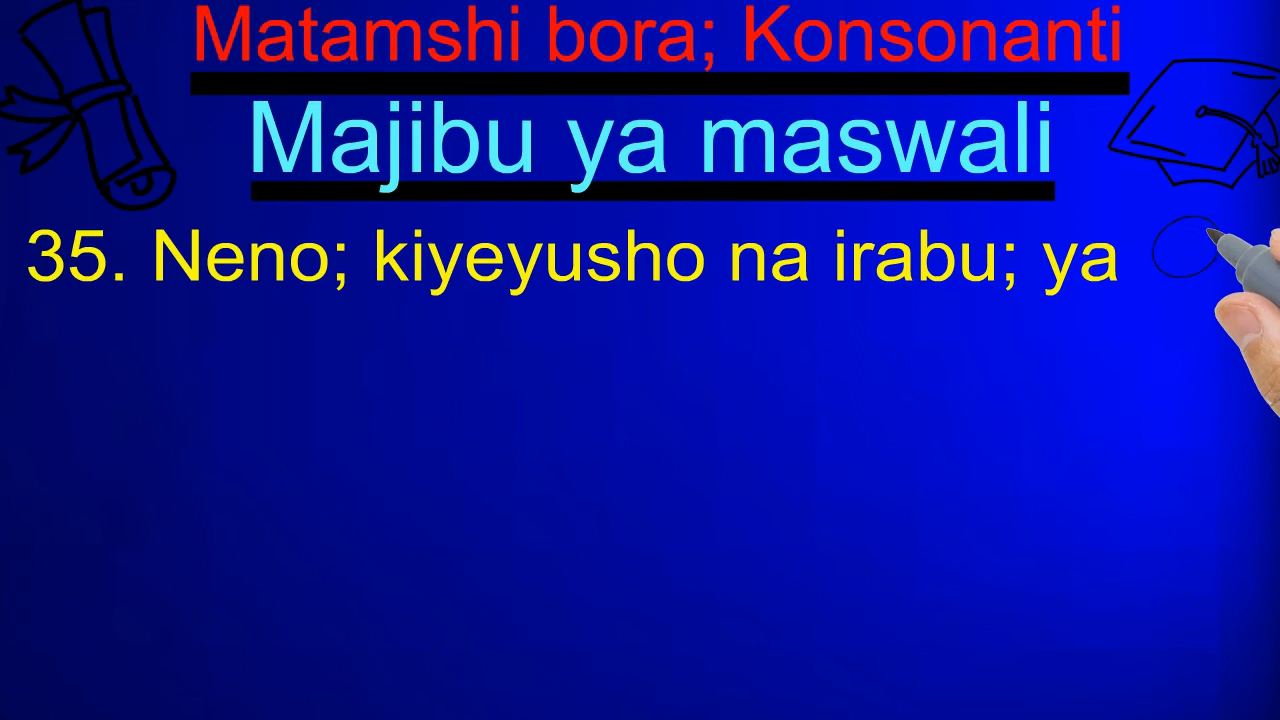 Matamshi bora; Konsonanti
Majibu ya maswali
35. Neno; kiyeyusho na irabu; ya